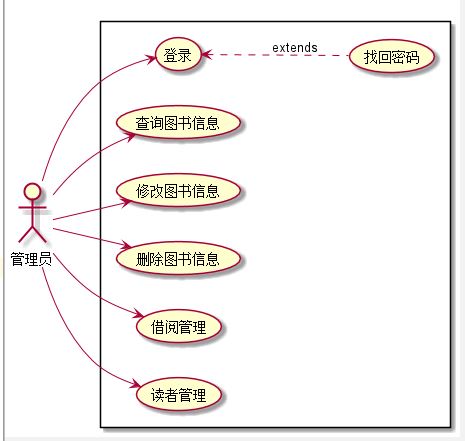 登录
extends
找回密码
查询图书信息
修改图书信息
管理员
删除图书信息
借阅管理
读者管理